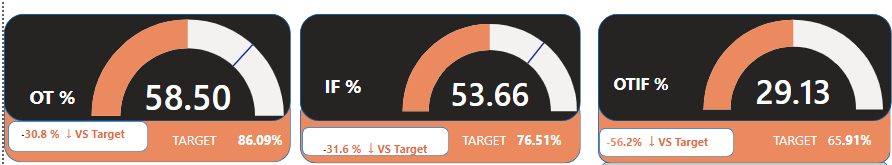 OT %
58.50
-30.8 % ↓ VS Target
TARGET 86.09%
IF %
53.66
-31.6 % ↓ VS Target
TARGET 76.51%
OTIF %
29.13
-56.2% ↓ VS Target
TARGET 65.91%